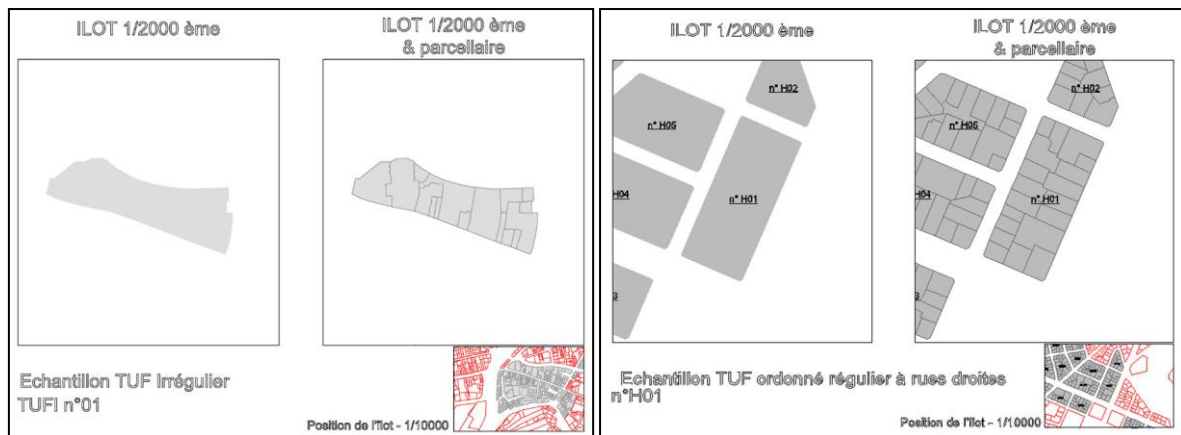 ILOT 1/2000 ème
ILOT 1/2000 ème
& parcellaire
Echantillon TUF Irrégulier
TUFI n°01
Position de l'îlot - 1/10000
ILOT 1/2000 ème
ILOT 1/2000 ème
& parcellaire
n° H02
n° H05
n° H01
H04
n° H02
n° H05
n° H01
H04
Echantillon TUF ordonné régulier à rues droites
n°H01
Position de l'îlot - 1/10000